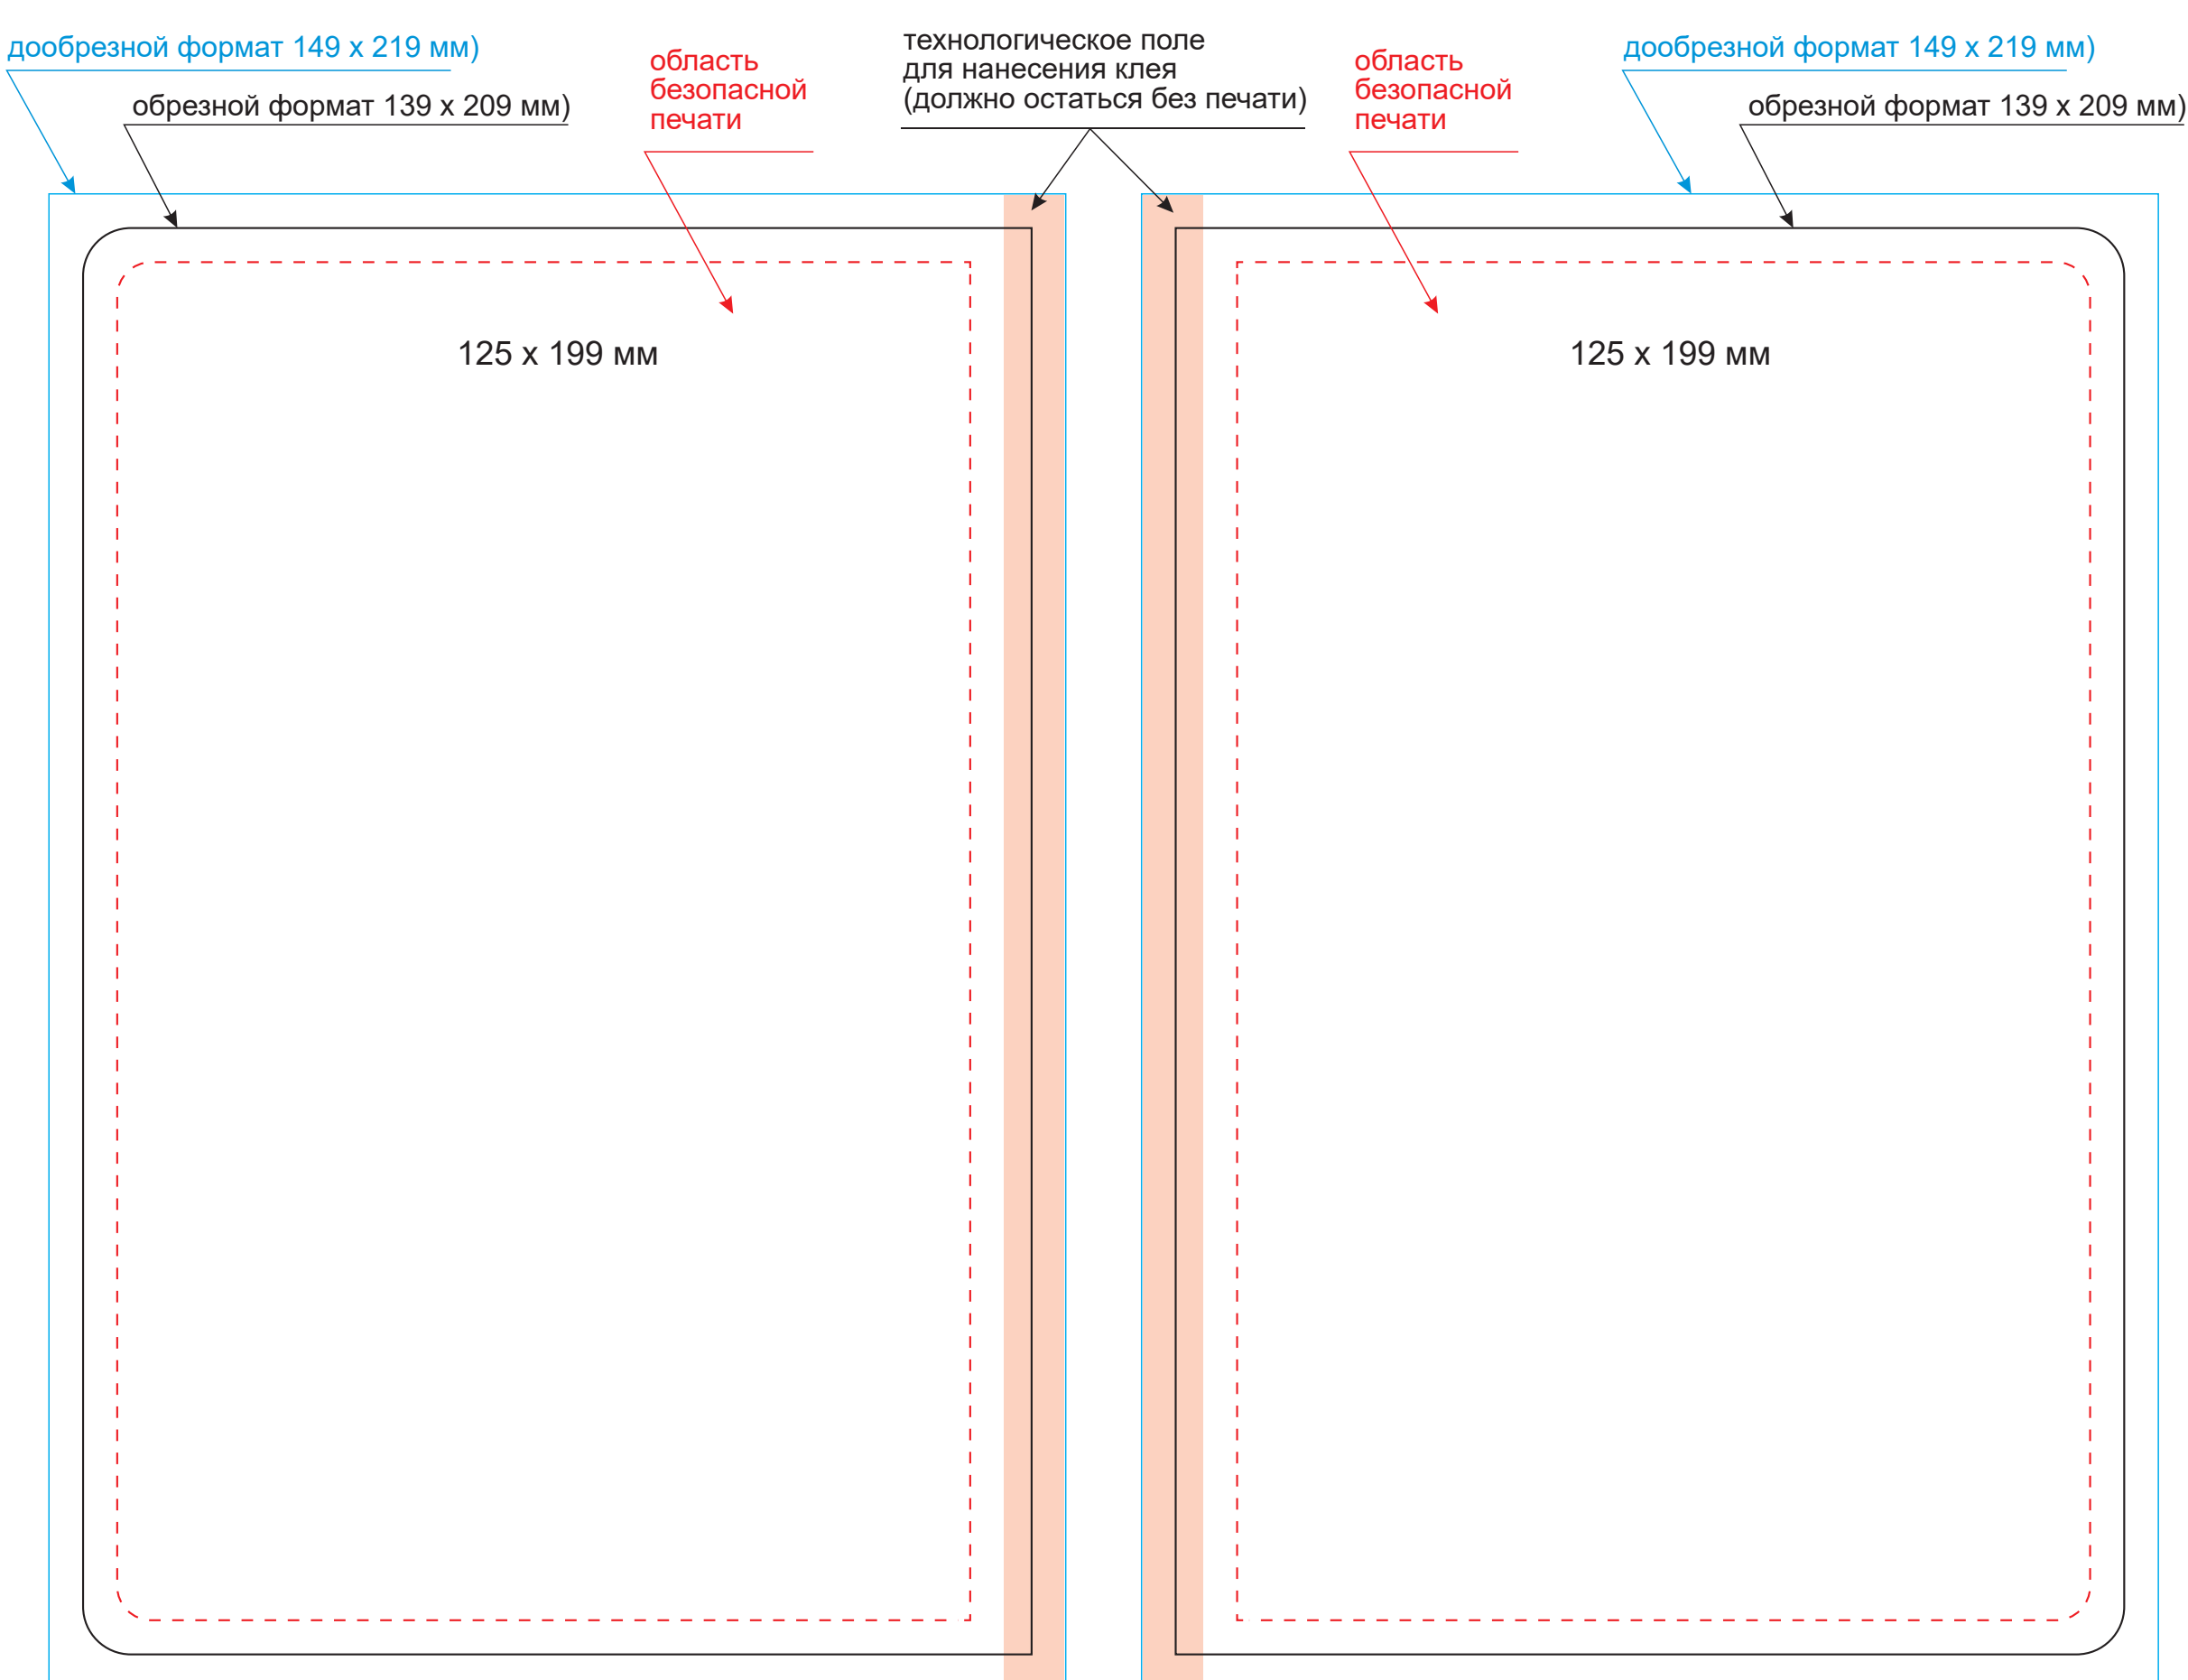 дообрезной формат 149 х 219 мм)
обрезной формат 139 х 209 мм)
область
безопасной
печати
технологическое поле
для нанесения клея
(должно остаться без печати)
область
безопасной
печати
дообрезной формат 149 х 219 мм)
обрезной формат 139 х 209 мм)
125 х 199 мм
125 х 199 мм